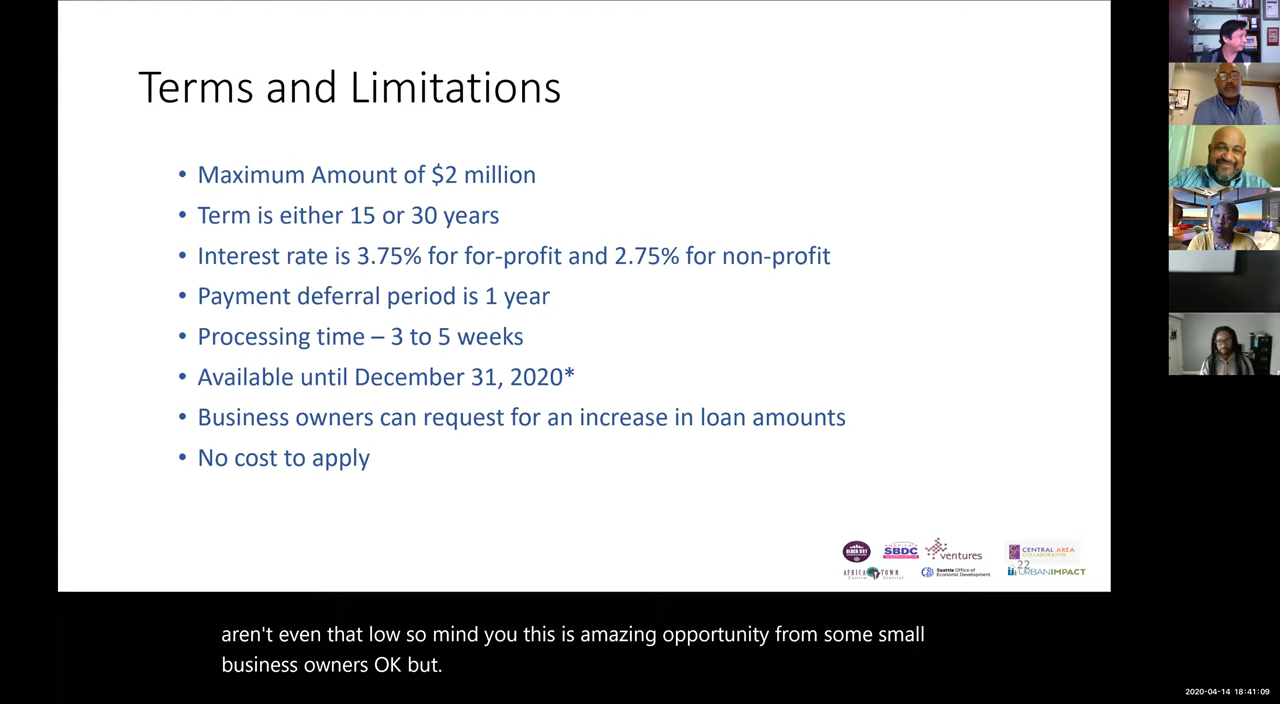 Terms and Limitations
• Maximum Amount of $2 million
• Term is either 15 or 30 years
• Interest rate is 3.75% for for-profit and 2.75% for non-profit
• Payment deferral period is 1 year
• Processing time – 3 to 5 weeks
• Available until December 31, 2020*
• Business owners can request for an increase in loan amounts
• No cost to apply
BLACK DOT
AMERICA'S
SBDC
ventures
CENTRAL AREA
COLLABORATIVE
22
AFRICATOWN
Central District
Seattle Office of
Economic Development
URBANIMPACT
aren't even that low so mind you this is amazing opportunity from some small
business owners OK but.
2020-04-14 18:41:09